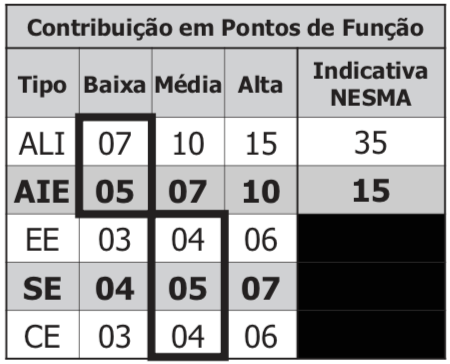 Contribuição em Pontos de Função
Tipo Baixa Média Alta Indicativa NESMA
ALI 07 10 15 35
AIE 05 07 10 15
EE 03 04 06
SE 04 05 07
CE 03 04 06